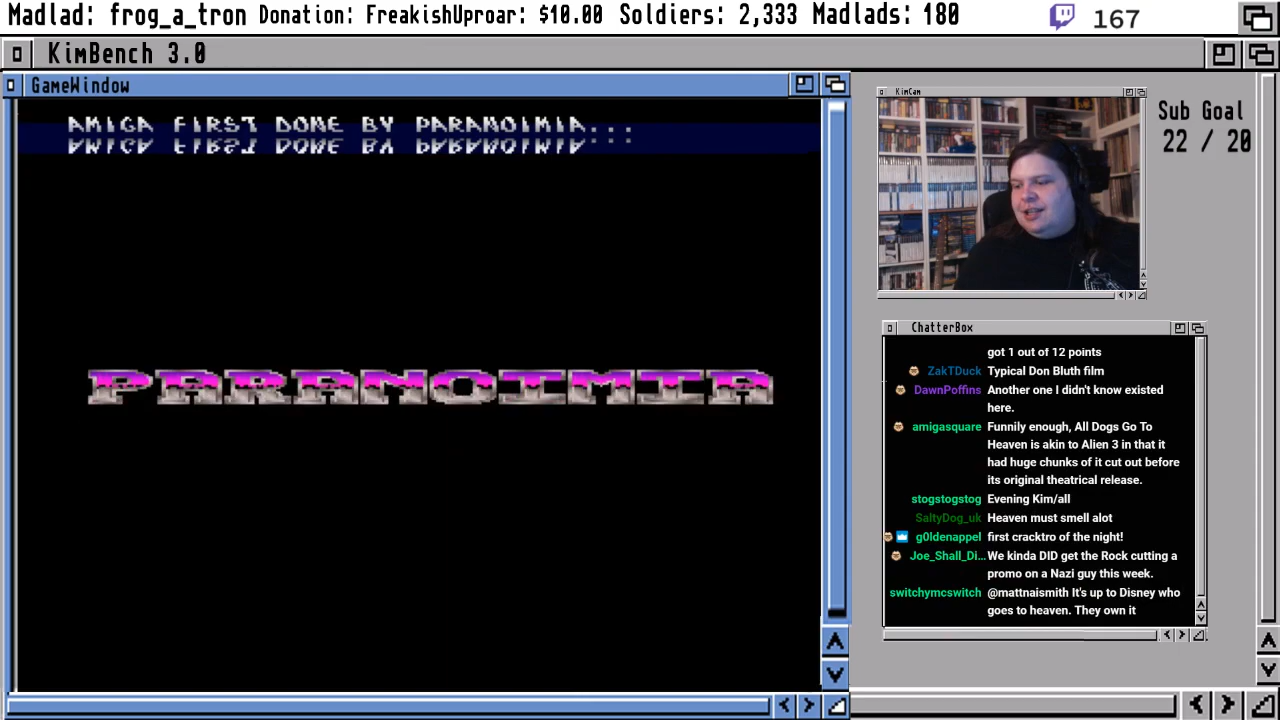 Madlad: frog_a_tron Donation: FreakishUproar: $10.00 Soldiers: 2,333 Madlads: 180 167
KimBench 3.0
GameWindow
AMIGA FIRST DONE BY PARANOIMIA...
PARANOIMIA
KimCam
Sub Goal
22 / 20
ChatterBox
got 1 out of 12 points
ZakTDuck Typical Don Bluth film
DawnPoffins Another one I didn't know existed
here.
amigasquare Funnily enough, All Dogs Go To
Heaven is akin to Alien 3 in that it
had huge chunks of it cut out before
its original theatrical release.
stogstogstog Evening Kim/all
SaltyDog_uk Heaven must smell alot
g0ldenappel first cracktro of the night!
Joe_Shall_Di... We kinda DID get the Rock cutting a
promo on a Nazi guy this week.
switchymcswitch @mattnaismith It's up to Disney who
goes to heaven. They own it